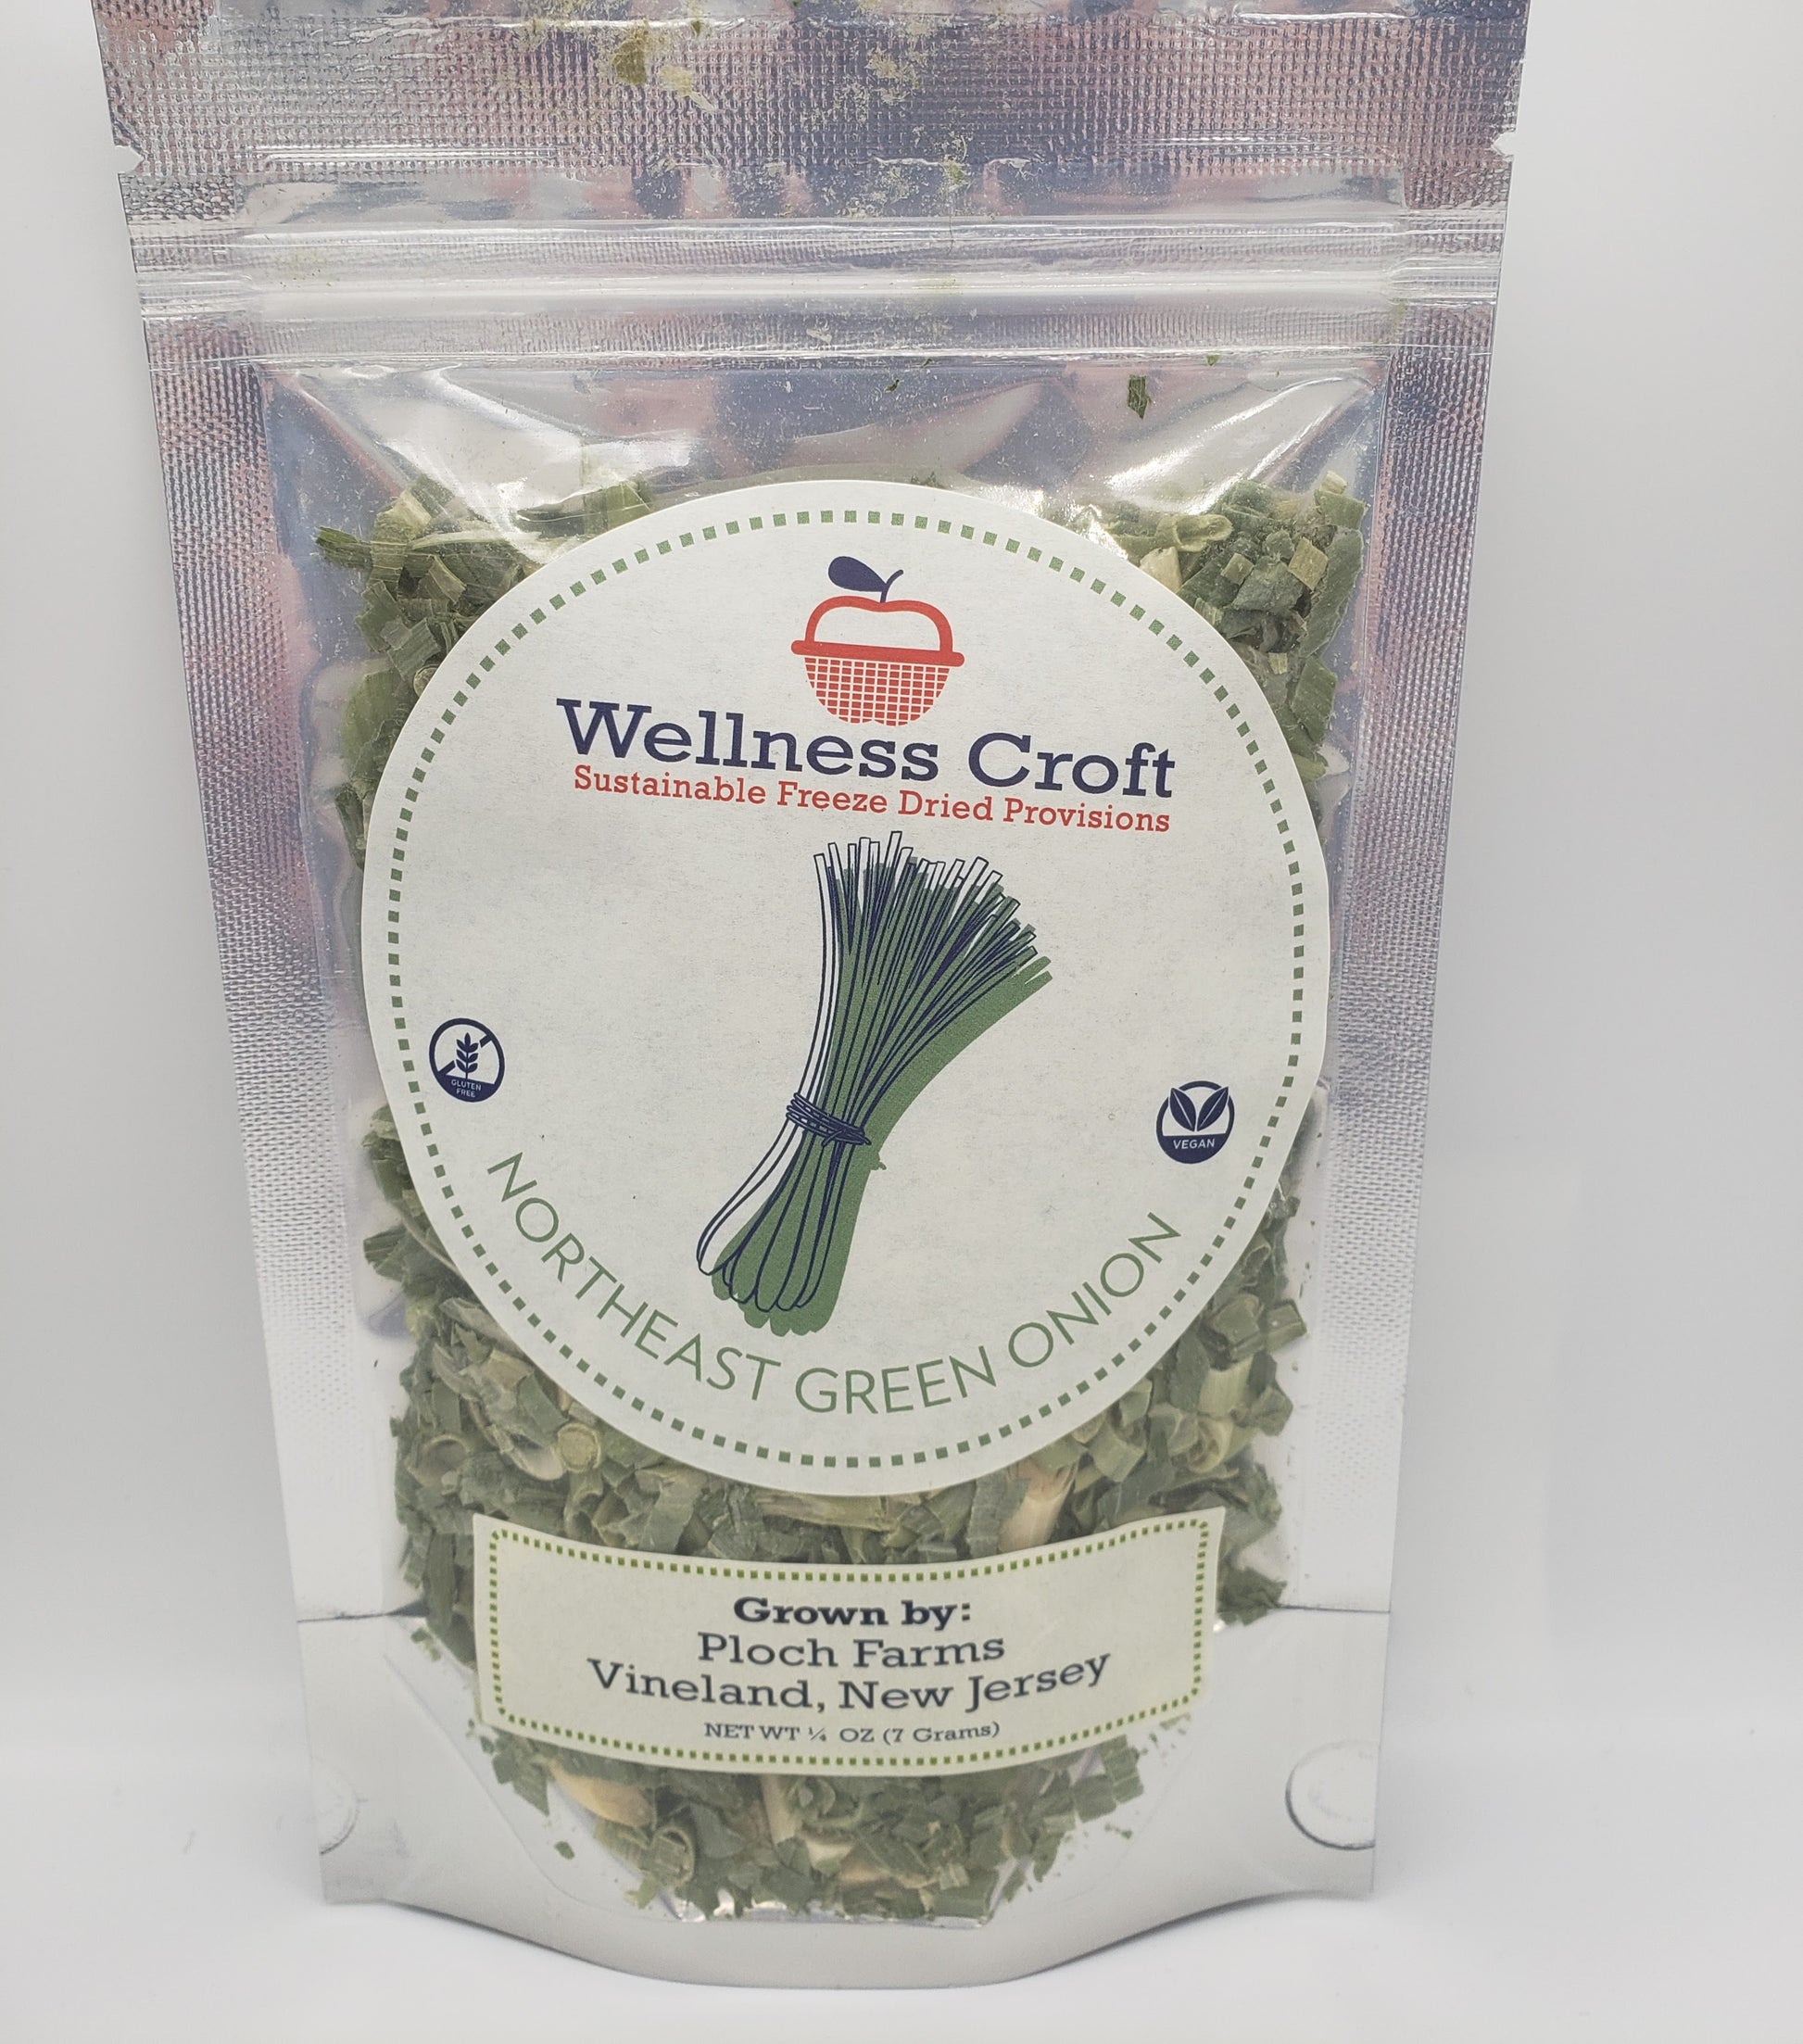 Wellness Croft
Sustainable Freeze Dried Provisions
GLUTEN
FREE
VEGAN
NORTHEAST GREEN ONION
Grown by:
Ploch Farms
Vineland, New Jersey
NET WT ¼ OZ (7 Grams)